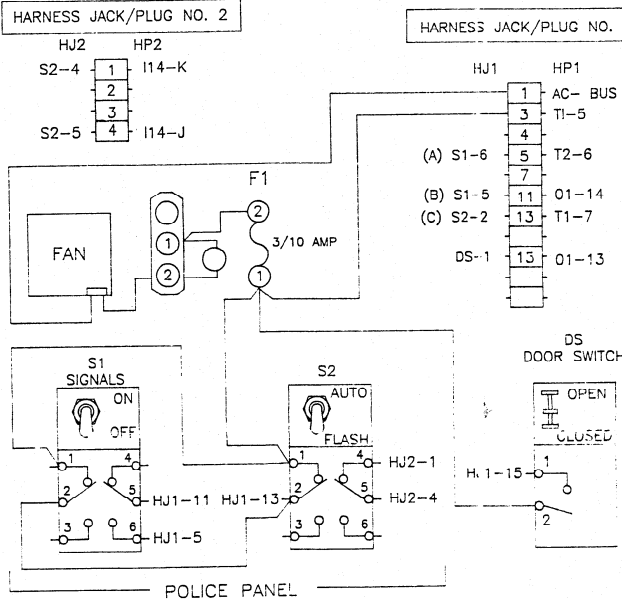 HARNESS JACK/PLUG NO. 2
HJ2 HP2
S2-4 1 I14-K
2
3
S2-5 4 I14-J
HARNESS JACK/PLUG NO.
HJ1 HP1
1 AC- BUS
3 TI-5
4
(A) S1-6 5 T2-6
7
(B) S1-5 11 O1-14
(C) S2-2 13 T1-7
DS-1 13 O1-13
FAN
1
2
F1
2
3/10 AMP
1
S1
SIGNALS
ON
OFF
1 4
2 5 HJ1-11
3 6 HJ1-5
S2
AUTO
FLASH
1 4 HJ2-1
HJ1-13 2 5 HJ2-4
3 6
DS
DOOR SWITCH
OPEN
CLOSED
1-15 1
2
POLICE PANEL